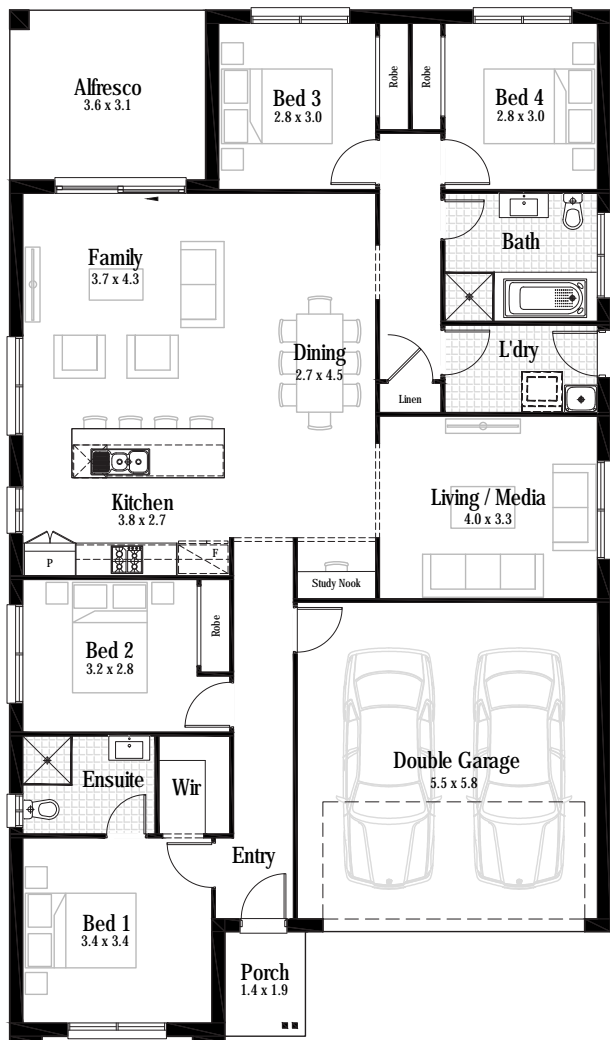 Alfresco
3.6 x 3.1
Bed 3
2.8 x 3.0
Robe
Robe
Bed 4
2.8 x 3.0
Bath
Family
3.7 x 4.3
Dining
2.7 x 4.5
L'dry
Linen
Kitchen
3.8 x 2.7
Living / Media
4.0 x 3.3
P
F
Study Nook
Bed 2
3.2 x 2.8
Robe
Ensuite
Wir
Double Garage
5.5 x 5.8
Entry
Bed 1
3.4 x 3.4
Porch
1.4 x 1.9